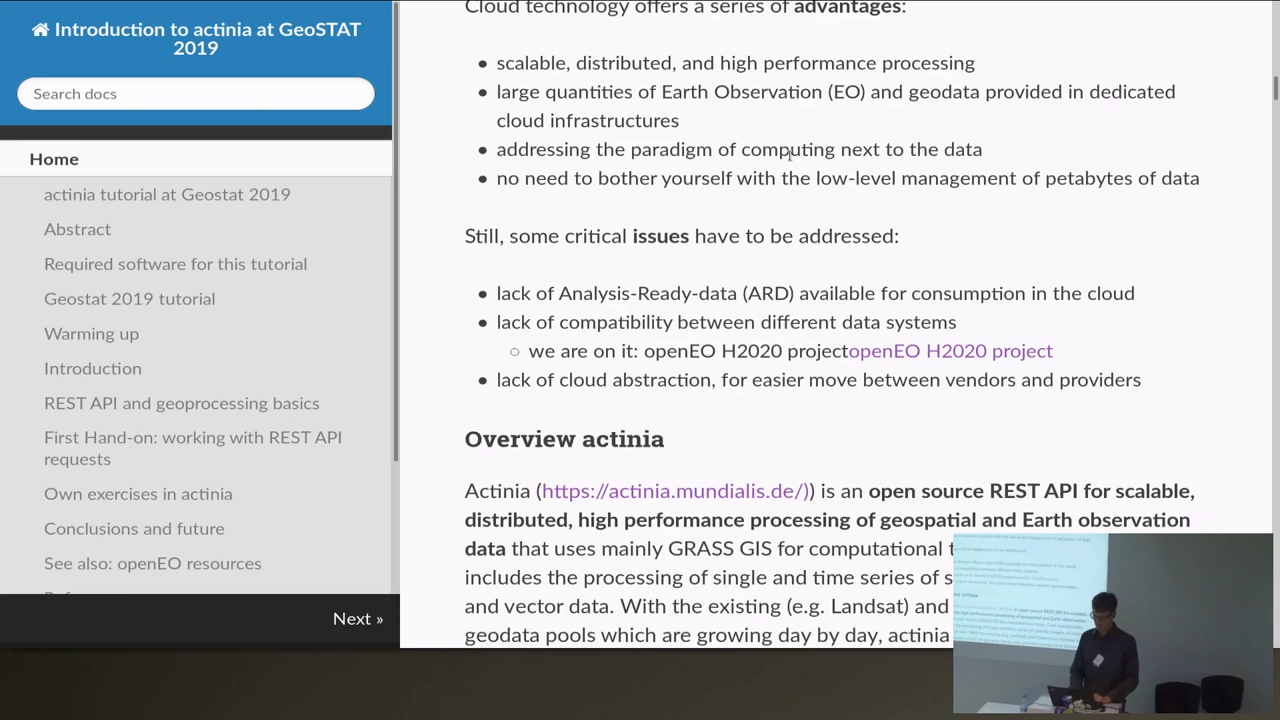 Introduction to actinia at GeoSTAT
2019
Search docs
Home
actinia tutorial at Geostat 2019
Abstract
Required software for this tutorial
Geostat 2019 tutorial
Warming up
Introduction
REST API and geoprocessing basics
First Hand-on: working with REST API
requests
Own exercises in actinia
Conclusions and future
See also: openEO resources
Next »
Cloud technology offers a series of advantages:
• scalable, distributed, and high performance processing
• large quantities of Earth Observation (EO) and geodata provided in dedicated
cloud infrastructures
• addressing the paradigm of computing next to the data
• no need to bother yourself with the low-level management of petabytes of data
Still, some critical issues have to be addressed:
• lack of Analysis-Ready-data (ARD) available for consumption in the cloud
• lack of compatibility between different data systems
○ we are on it: openEO H2020 projectopenEO H2020 project
• lack of cloud abstraction, for easier move between vendors and providers
Overview actinia
Actinia (https://actinia.mundialis.de/)) is an open source REST API for scalable,
distributed, high performance processing of geospatial and Earth observation
data that uses mainly GRASS GIS for computational
includes the processing of single and time series of
and vector data. With the existing (e.g. Landsat) and
geodata pools which are growing day by day, actinia